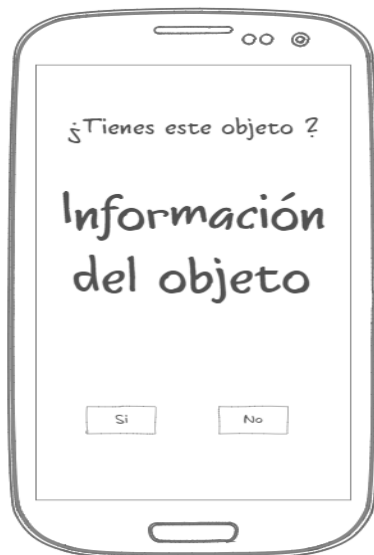 ¿Tienes este objeto ?
Información
del objeto
Si
No